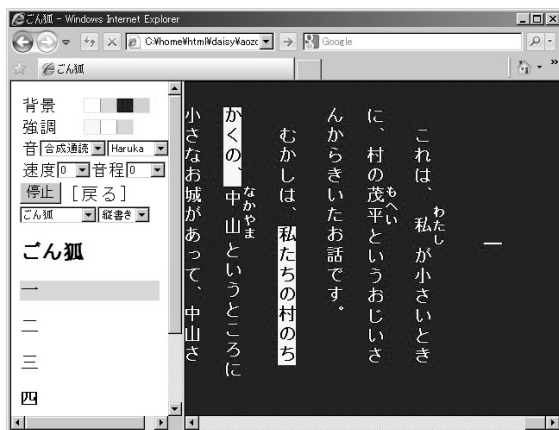 ごん狐 - Windows Internet Explorer
C:¥home¥html¥daisy¥aozc
Google
ごん狐
背景
強調
音 合成通読 Haruka
速度 0 音程 0
停止 [戻る]
ごん狐 縦書き
ごん狐
一
二
三
四
一
これは、私わたしが小さいとき
に、村の茂平もへいというおじいさ
んからきいたお話です。
むかしは、私たちの村のち
かくの、中山なかやまというところに
小さなお城があって、中山さ